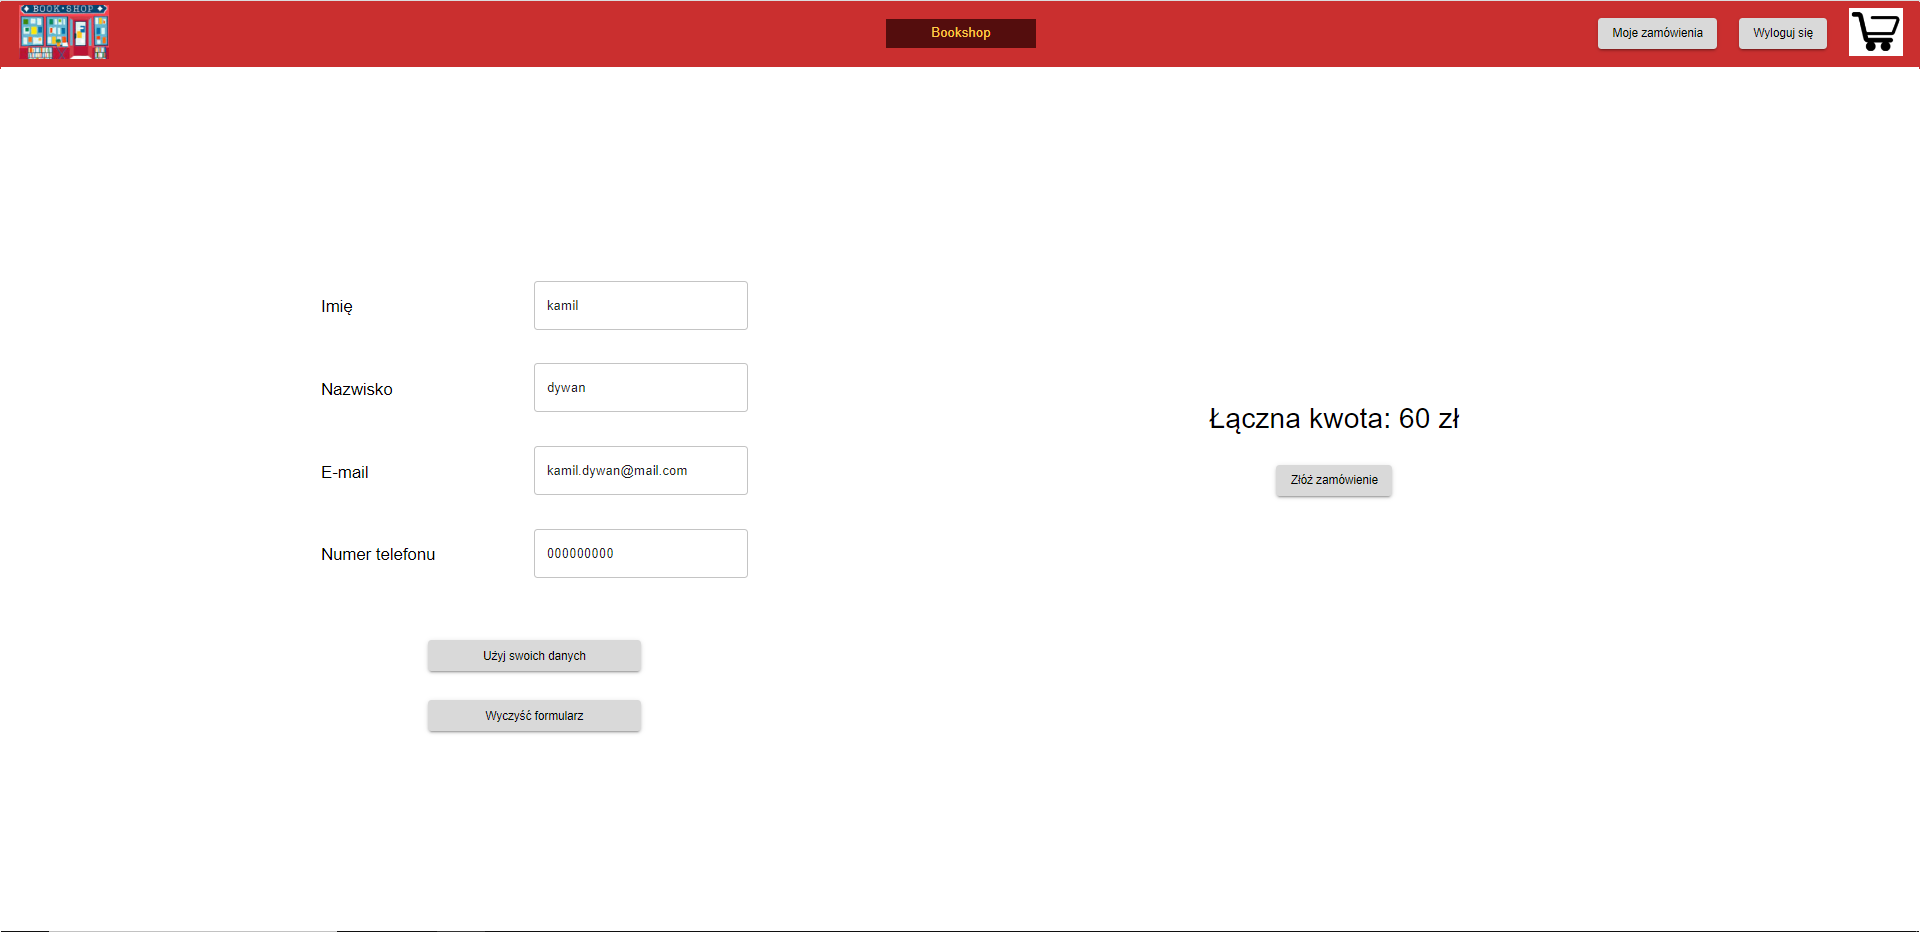 BOOK•SHOP
Bookshop
Moje zamówienia
Wyloguj się
Imię
kamil
Nazwisko
dywan
E-mail
kamil.dywan@mail.com
Numer telefonu
000000000
Użyj swoich danych
Wyczyść formularz
Łączna kwota: 60 zł
Złóż zamówienie